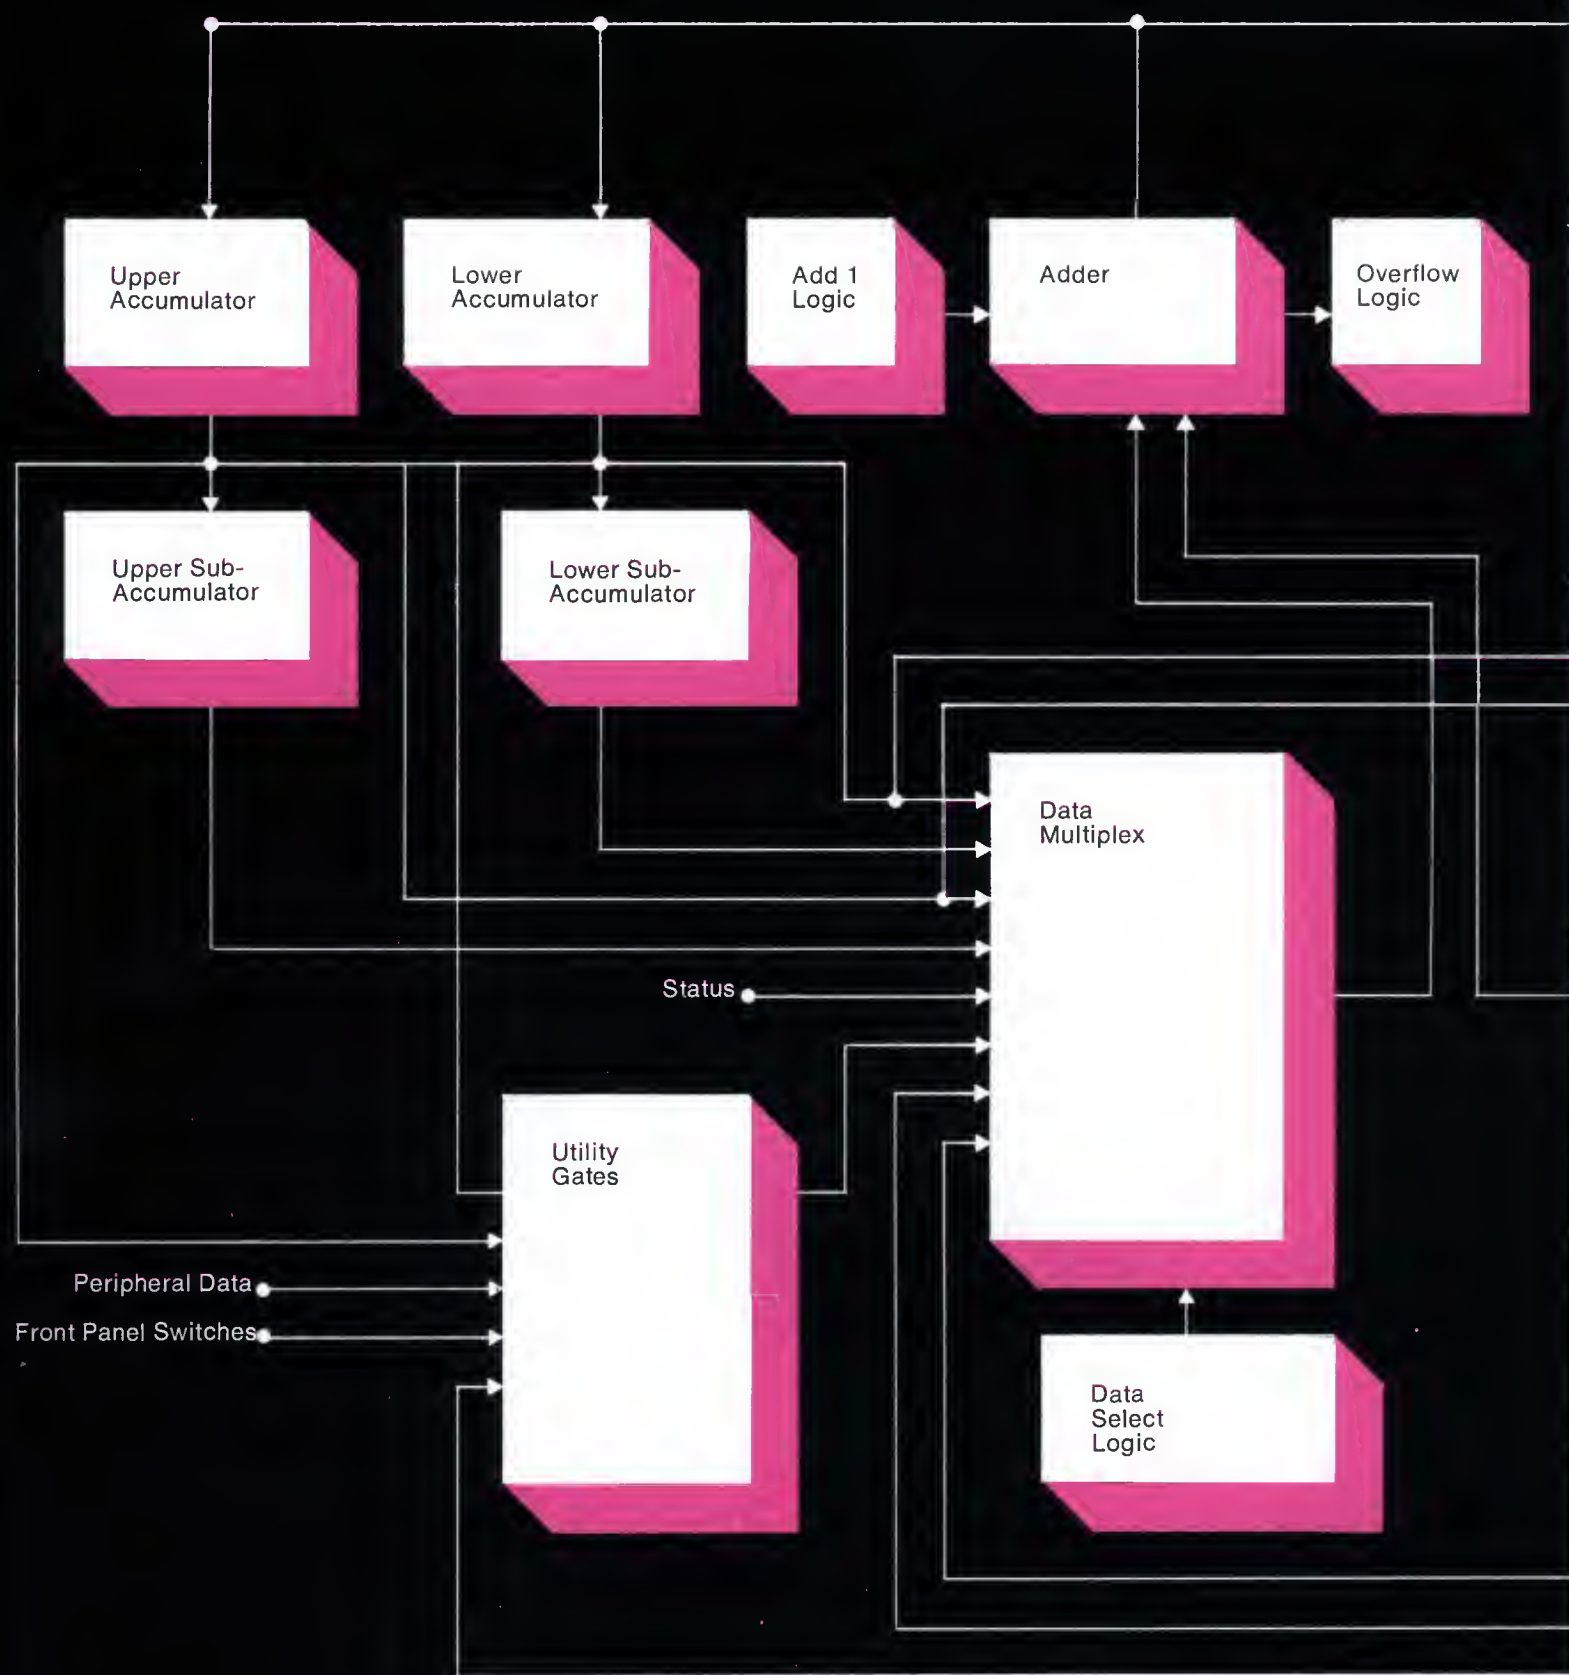 Upper
Accumulator
Lower
Accumulator
Add 1
Logic
Adder
Overflow
Logic
Upper Sub-
Accumulator
Lower Sub-
Accumulator
Data
Multiplex
Status
Utility
Gates
Peripheral Data
Front Panel Switches
Data
Select
Logic